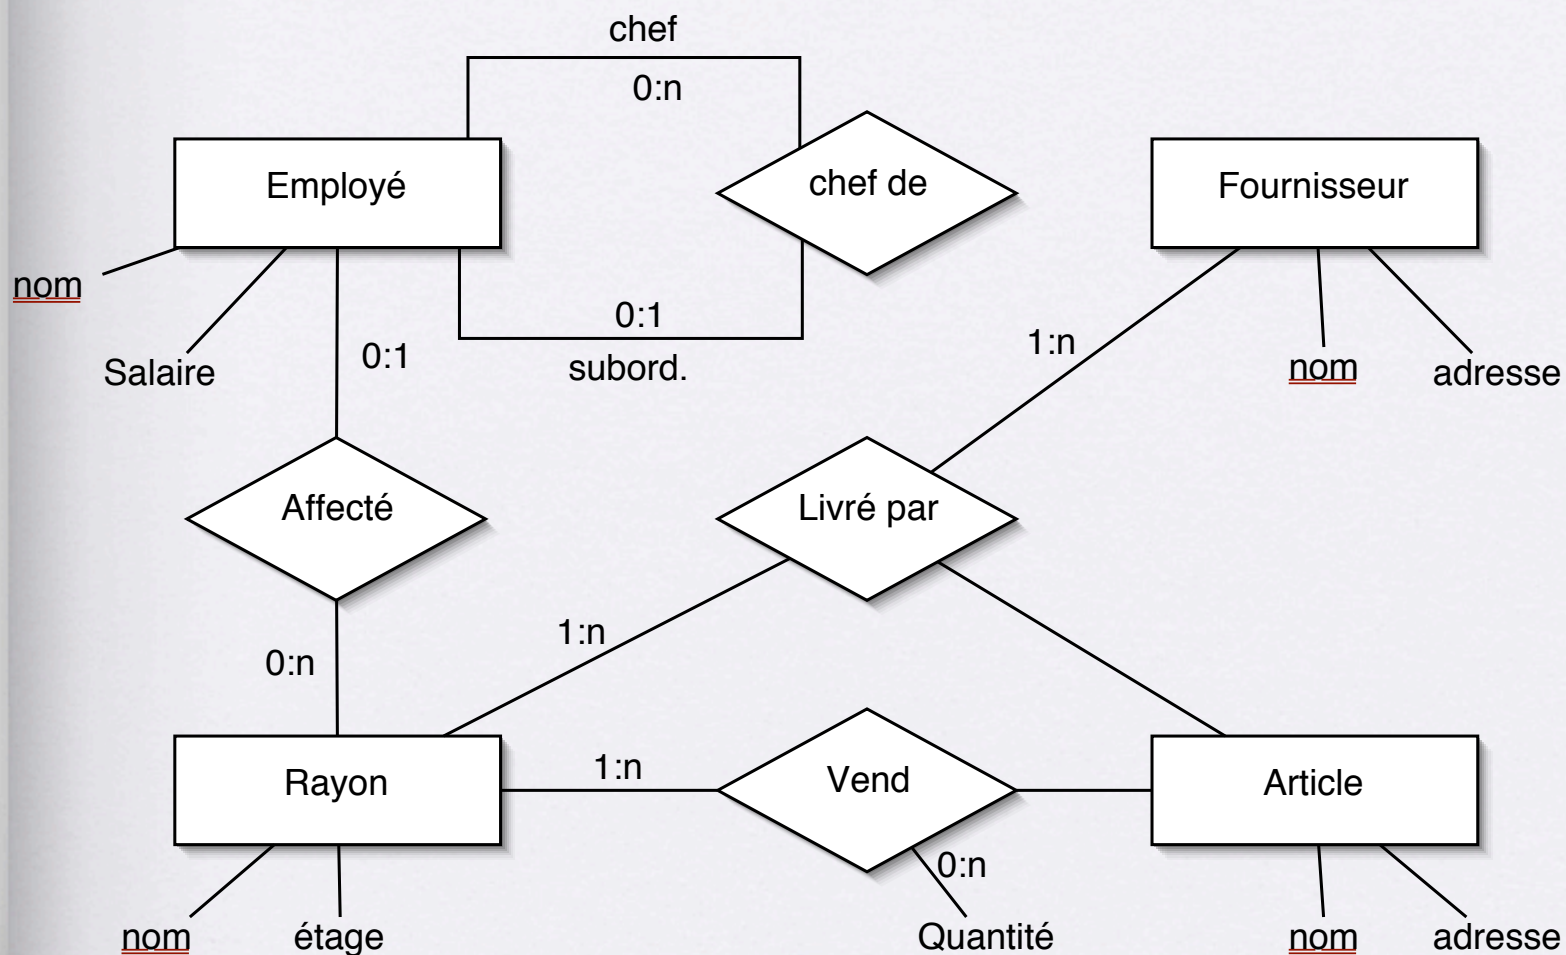 chef
0:n
Employé
chef de
Fournisseur
nom
Salaire
0:1
0:1
subord.
1:n
nom
adresse
Affecté
Livré par
0:n
1:n
Rayon
1:n
Vend
Article
0:n
nom
étage
Quantité
nom
adresse